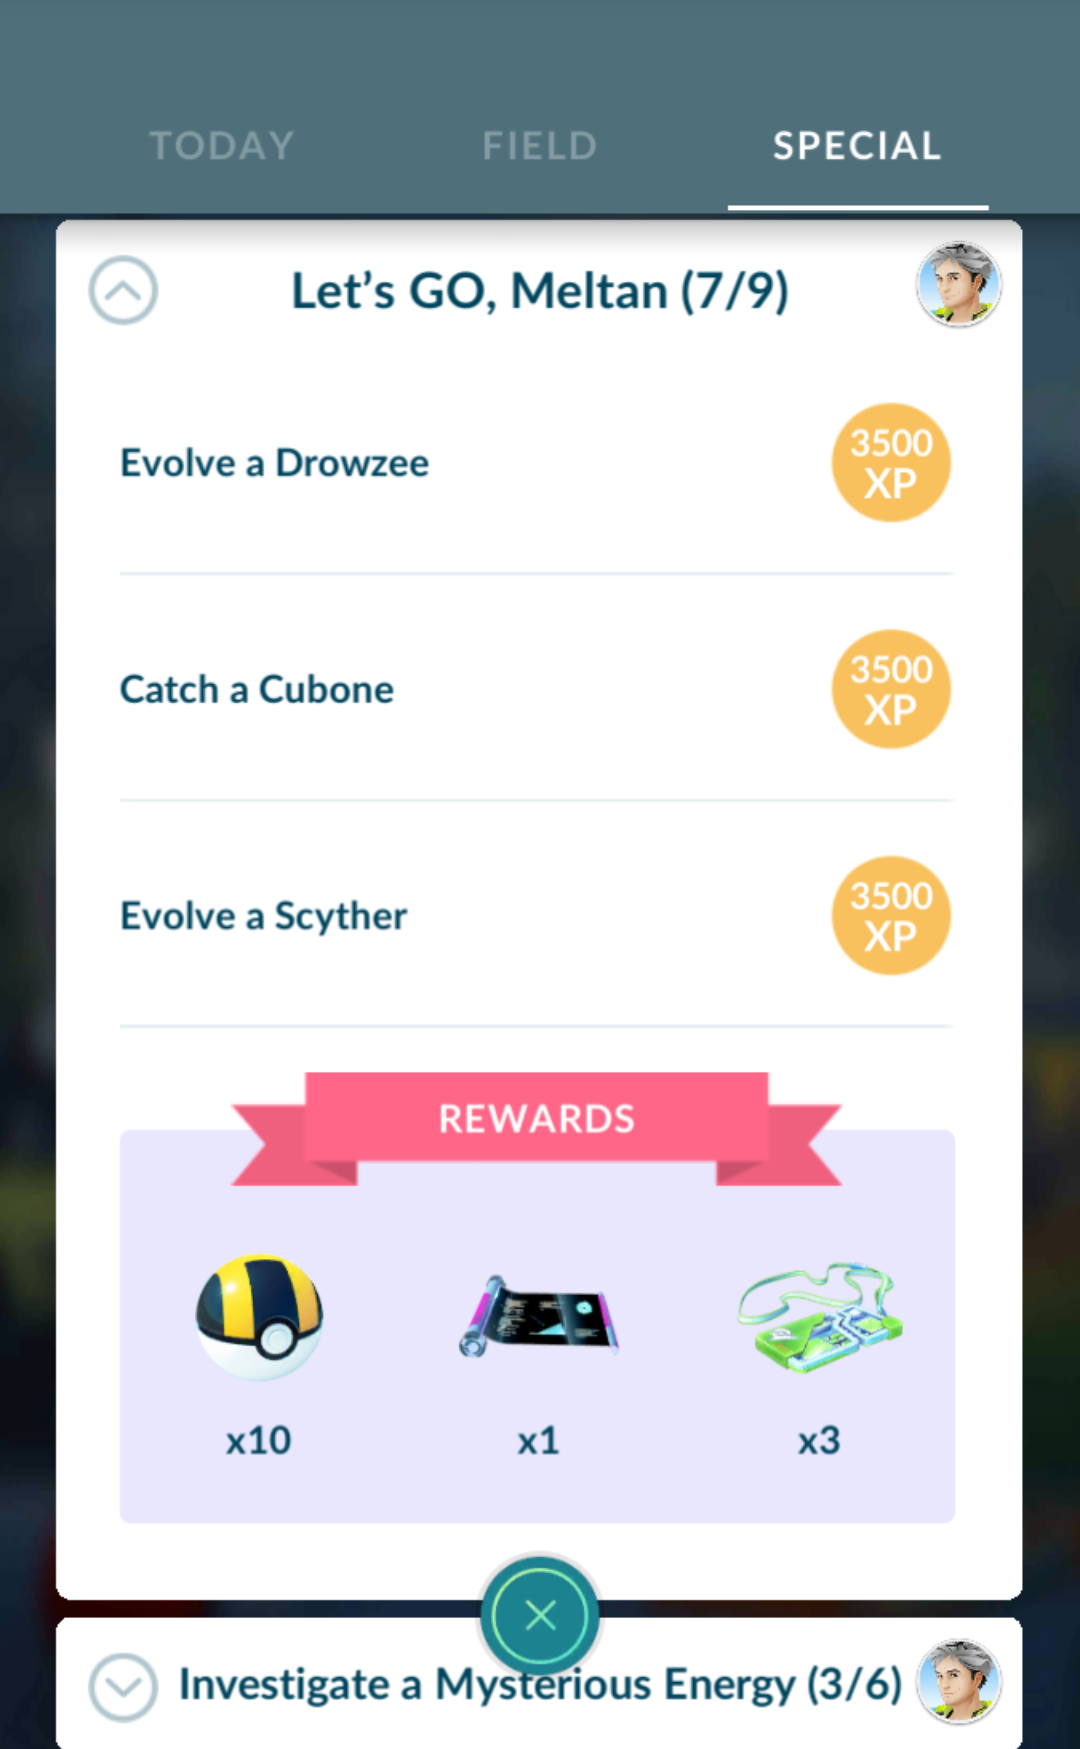 TODAY
FIELD
SPECIAL
Let's GO, Meltan (7/9)
Evolve a Drowzee
3500
XP
Catch a Cubone
3500
XP
Evolve a Scyther
3500
XP
REWARDS
x10
x1
x3
Investigate a Mysterious Energy (3/6)